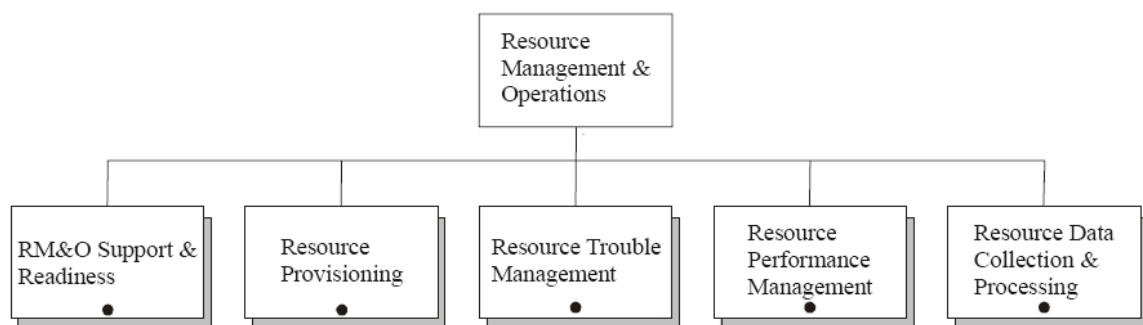 Resource
Management &
Operations
RM&O Support &
Readiness
Resource
Provisioning
Resource Trouble
Management
Resource
Performance
Management
Resource Data
Collection &
Processing